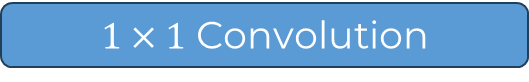 1 × 1 Convolution